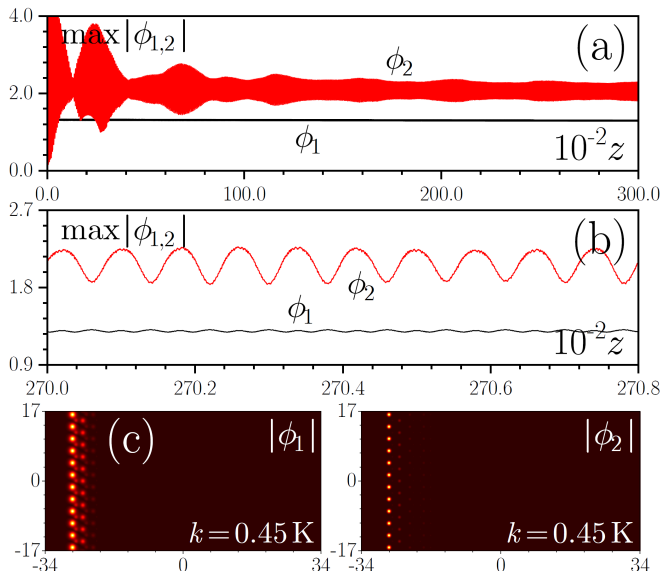 4.0
max|ϕ₁,₂|
(a)
ϕ₂
2.0
ϕ₁
10⁻²z
0.0
0.0 100.0 200.0 300.0
2.7
max|ϕ₁,₂|
(b)
1.8
ϕ₁
ϕ₂
10⁻²z
0.9
270.0 270.2 270.4 270.6 270.8
17 17
(c) |ϕ₁| |ϕ₂|
0 0
k=0.45K k=0.45K
-17 -17
-34 0 34 -34 0 34